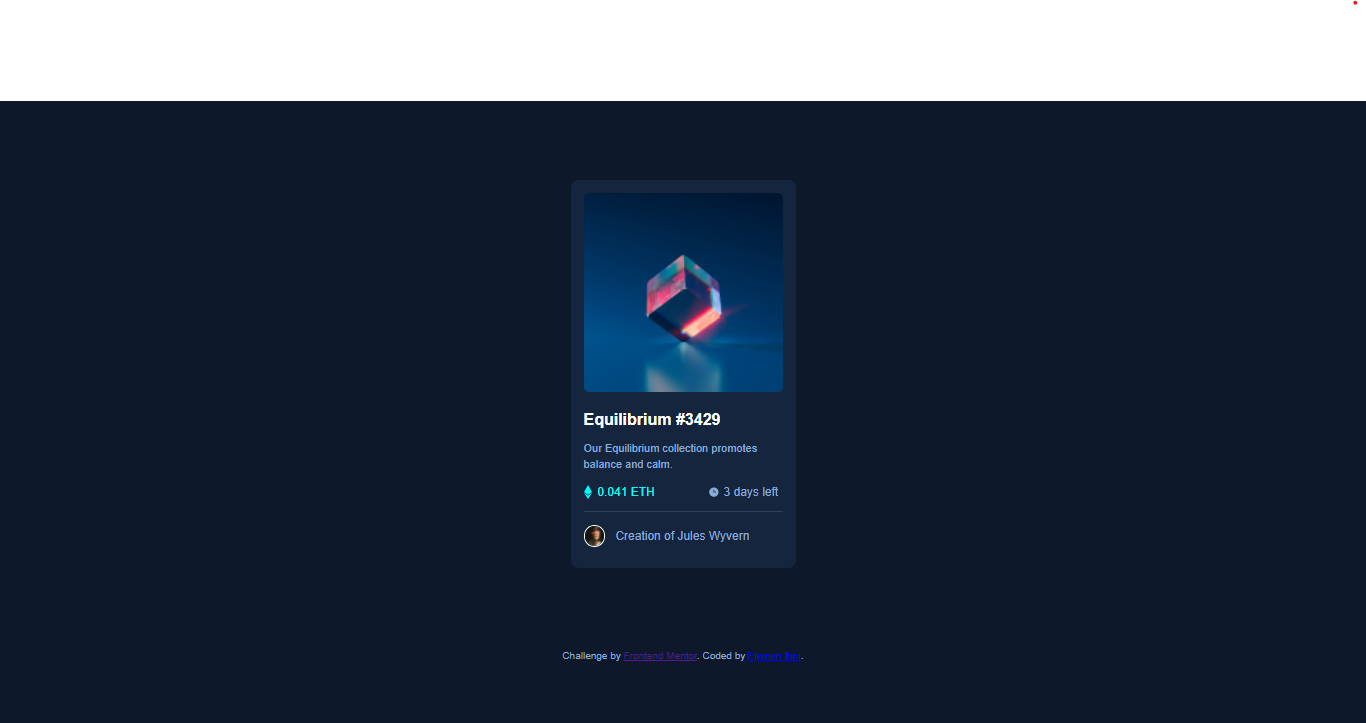 Equilibrium #3429
Our Equilibrium collection promotes
balance and calm.
0.041 ETH
3 days left
Creation of Jules Wyvern
Challenge by Frontend Mentor. Coded by